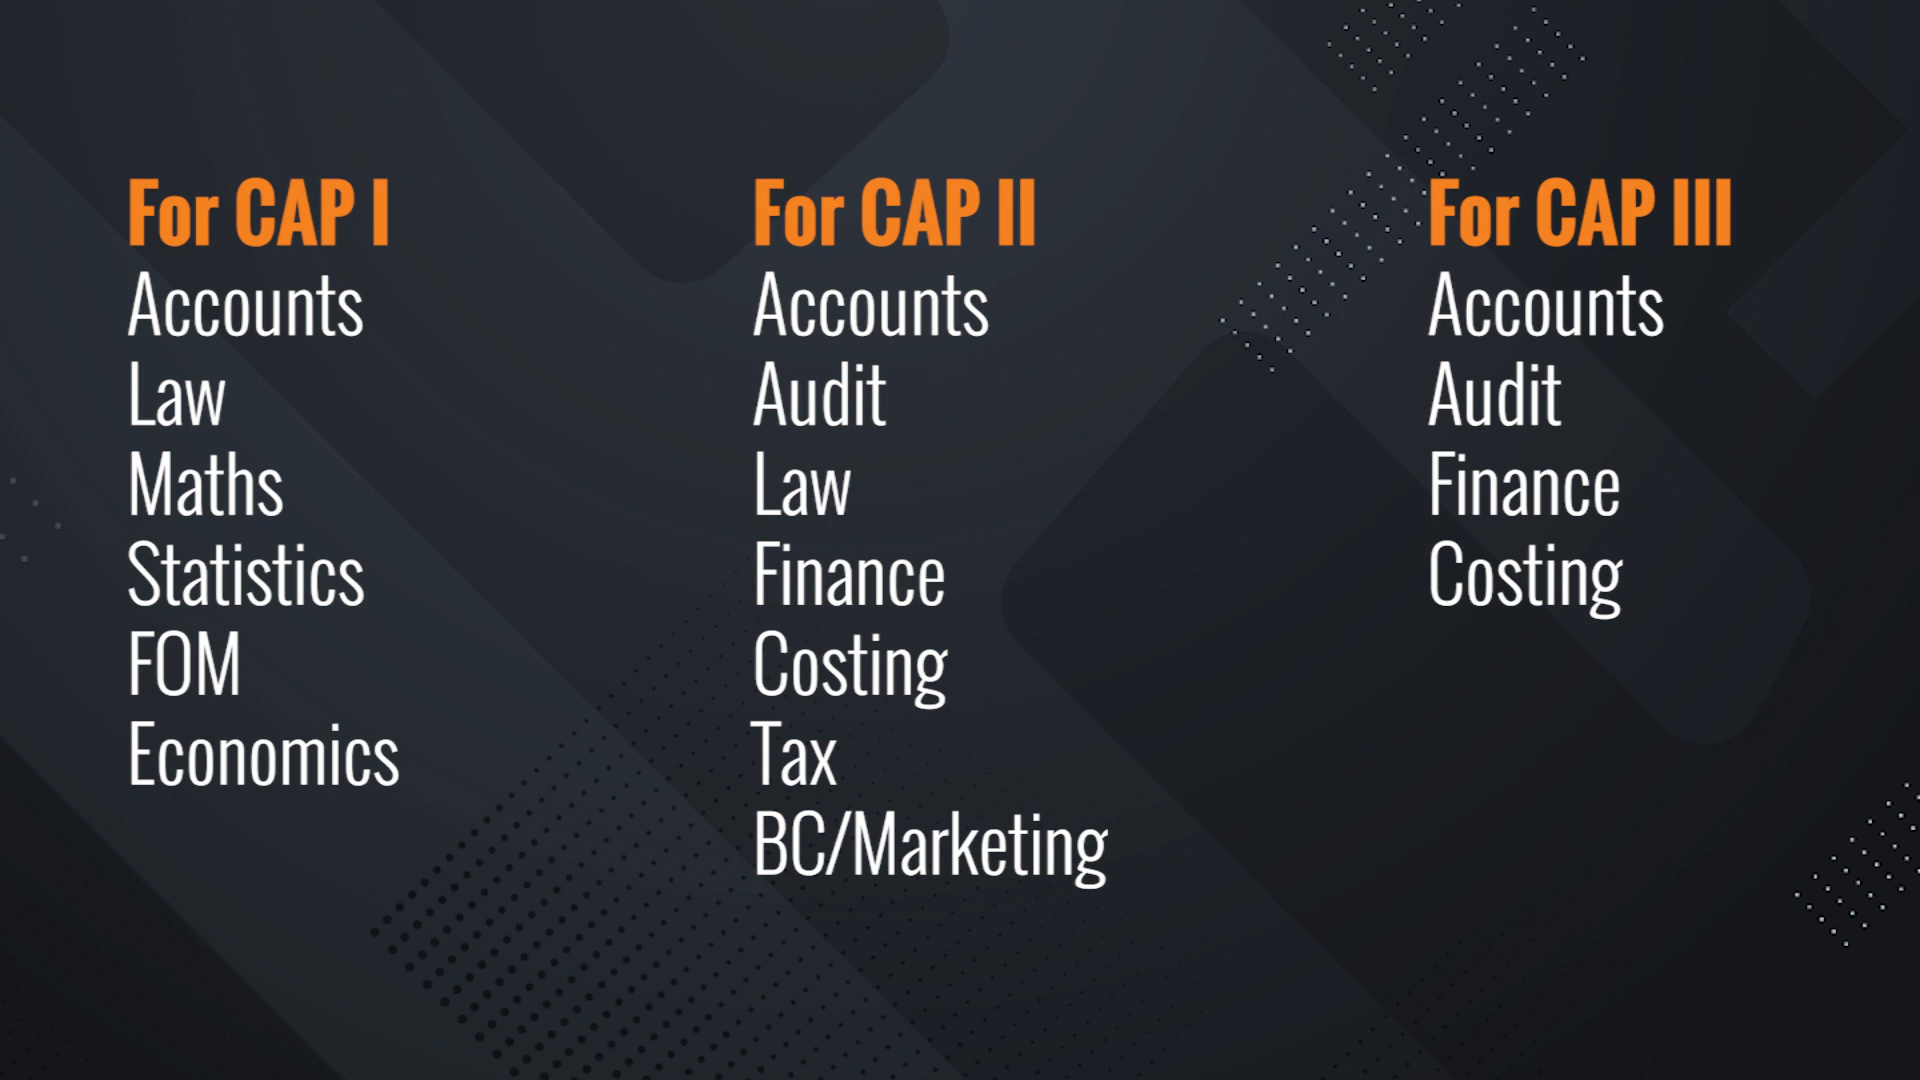 For CAP I
Accounts
Law
Maths
Statistics
FOM
Economics
For CAP II
Accounts
Audit
Law
Finance
Costing
Tax
BC/Marketing
For CAP III
Accounts
Audit
Finance
Costing